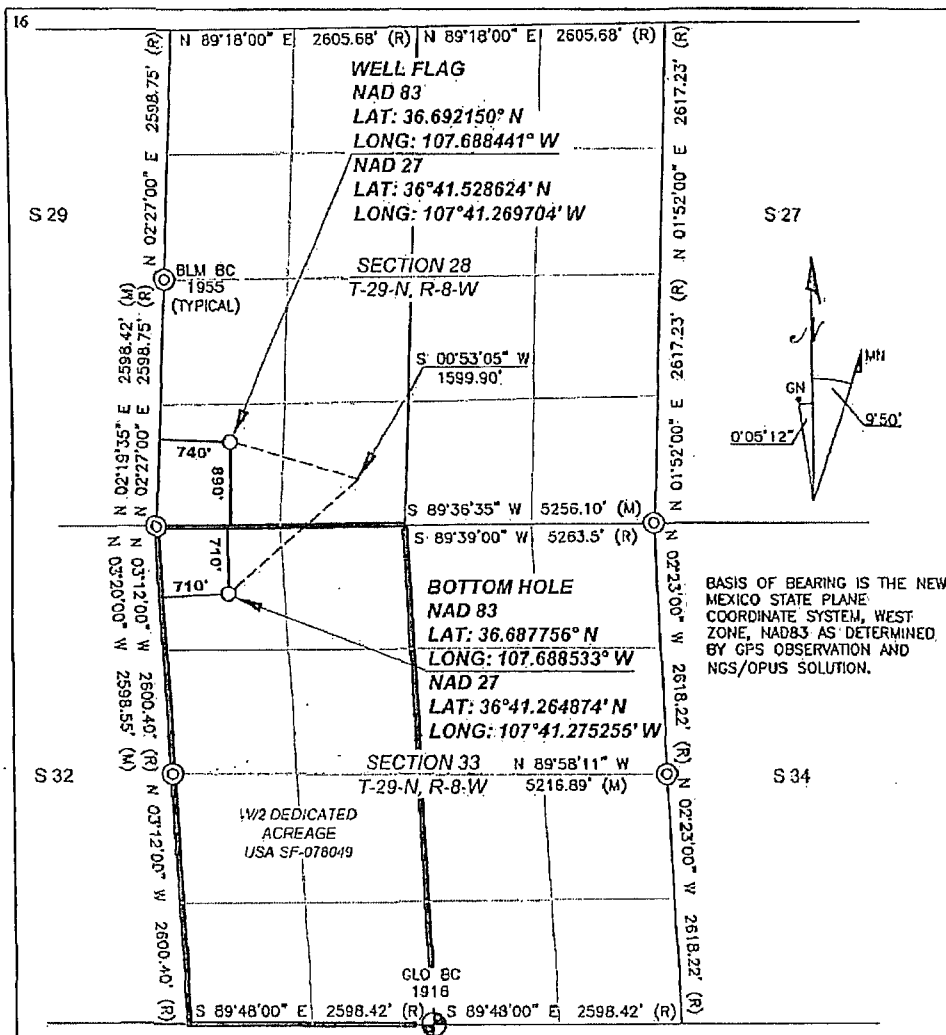 16
N 89°18'00" E 2605.68' (R)
N 89°18'00" E 2605.68' (R)
N 02°27'00" E 2598.75' (R)
WELL FLAG
NAD 83
LAT: 36.692150° N
LONG: 107.688441° W
NAD 27
LAT: 36°41.528624' N
LONG: 107°41.269704' W
N 01°52'00" E 2617.23' (R)
S 29
S 27
BLM BC
1955
(TYPICAL)
SECTION 28
T-29-N, R-8-W
N 02°19'35" E 2598.42' (M)
N 02°27'00" E 2598.75' (R)
S 00°53'05" W
1599.90'
N 01°52'00" E 2617.23' (R)
N
MN
GN
0°05'12"
9°50'
740'
890'
S 89°36'35" W 5256.10' (M)
S 89°39'00" W 5263.5' (R)
710'
710'
BOTTOM HOLE
NAD 83
LAT: 36.687756° N
LONG: 107.688533° W
NAD 27
LAT: 36°41.264874' N
LONG: 107°41.275255' W
BASIS OF BEARING IS THE NEW
MEXICO STATE PLANE
COORDINATE SYSTEM, WEST
ZONE, NAD83 AS DETERMINED
BY GPS OBSERVATION AND
NGS/OPUS SOLUTION.
N 03°12'00" W 2600.40' (R)
N 03°20'00" W 2598.55' (M)
N 02°23'00" W 2618.22' (R)
S 32
SECTION 33
T-29-N, R-8-W
N 89°58'11" W
5216.89' (M)
S 34
W/2 DEDICATED
ACREAGE
USA SF-078049
N 03°12'00" W 2600.40' (R)
N 02°23'00" W 2618.22' (R)
GLO BC
1916
S 89°48'00" E 2598.42' (R)
S 89°48'00" E 2598.42' (R)